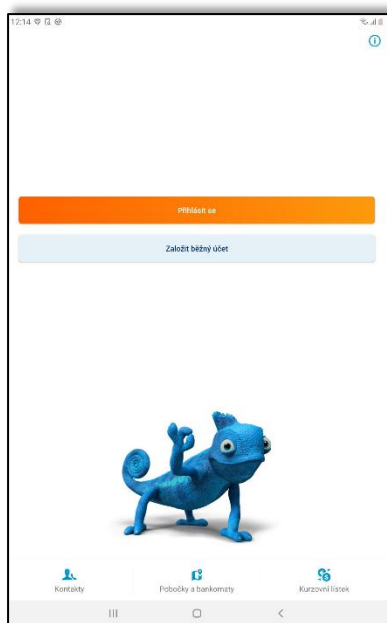 12:14
Přihlásit se
Založit běžný účet
Kontakty
Pobočky a bankomaty
Kurzovní lístek